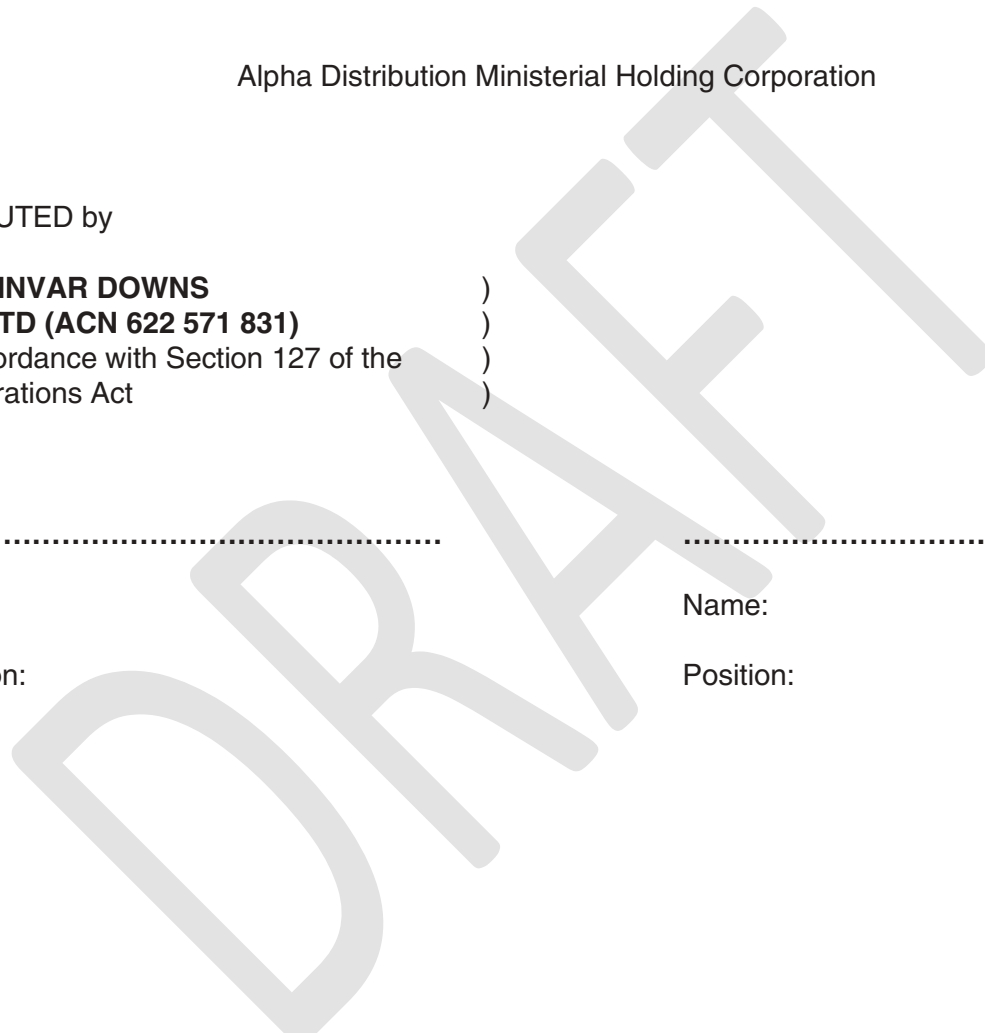 Alpha Distribution Ministerial Holding Corporation
UTED by
INVAR DOWNS )
TD (ACN 622 571 831) )
ordance with Section 127 of the )
rations Act )
............................................. ...............................
Name:
on: Position:
DRAFT